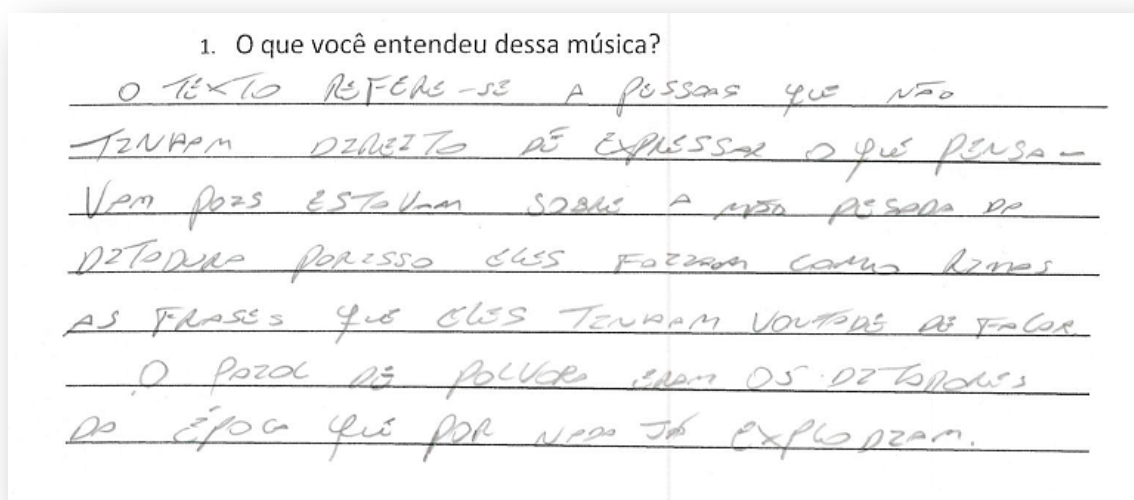 1. O que você entendeu dessa música?
O TEXTO REFERE-SE A PESSOAS QUE NÃO
TINHAM DIREITO DE EXPRESSAR O QUE PENSA-
VAM POIS ESTAVAM SOBRE A MÃO PESADA DA
DITADURA PORISSO ELES FAZIAM COMO RIMAS
AS FRASES QUE ELES TINHAM VONTADE DE FALAR
O PAIOL DE POLVORA ERAM OS DITADORES
DA ÉPOCA QUE POR NADA JÁ EXPLODIAM.